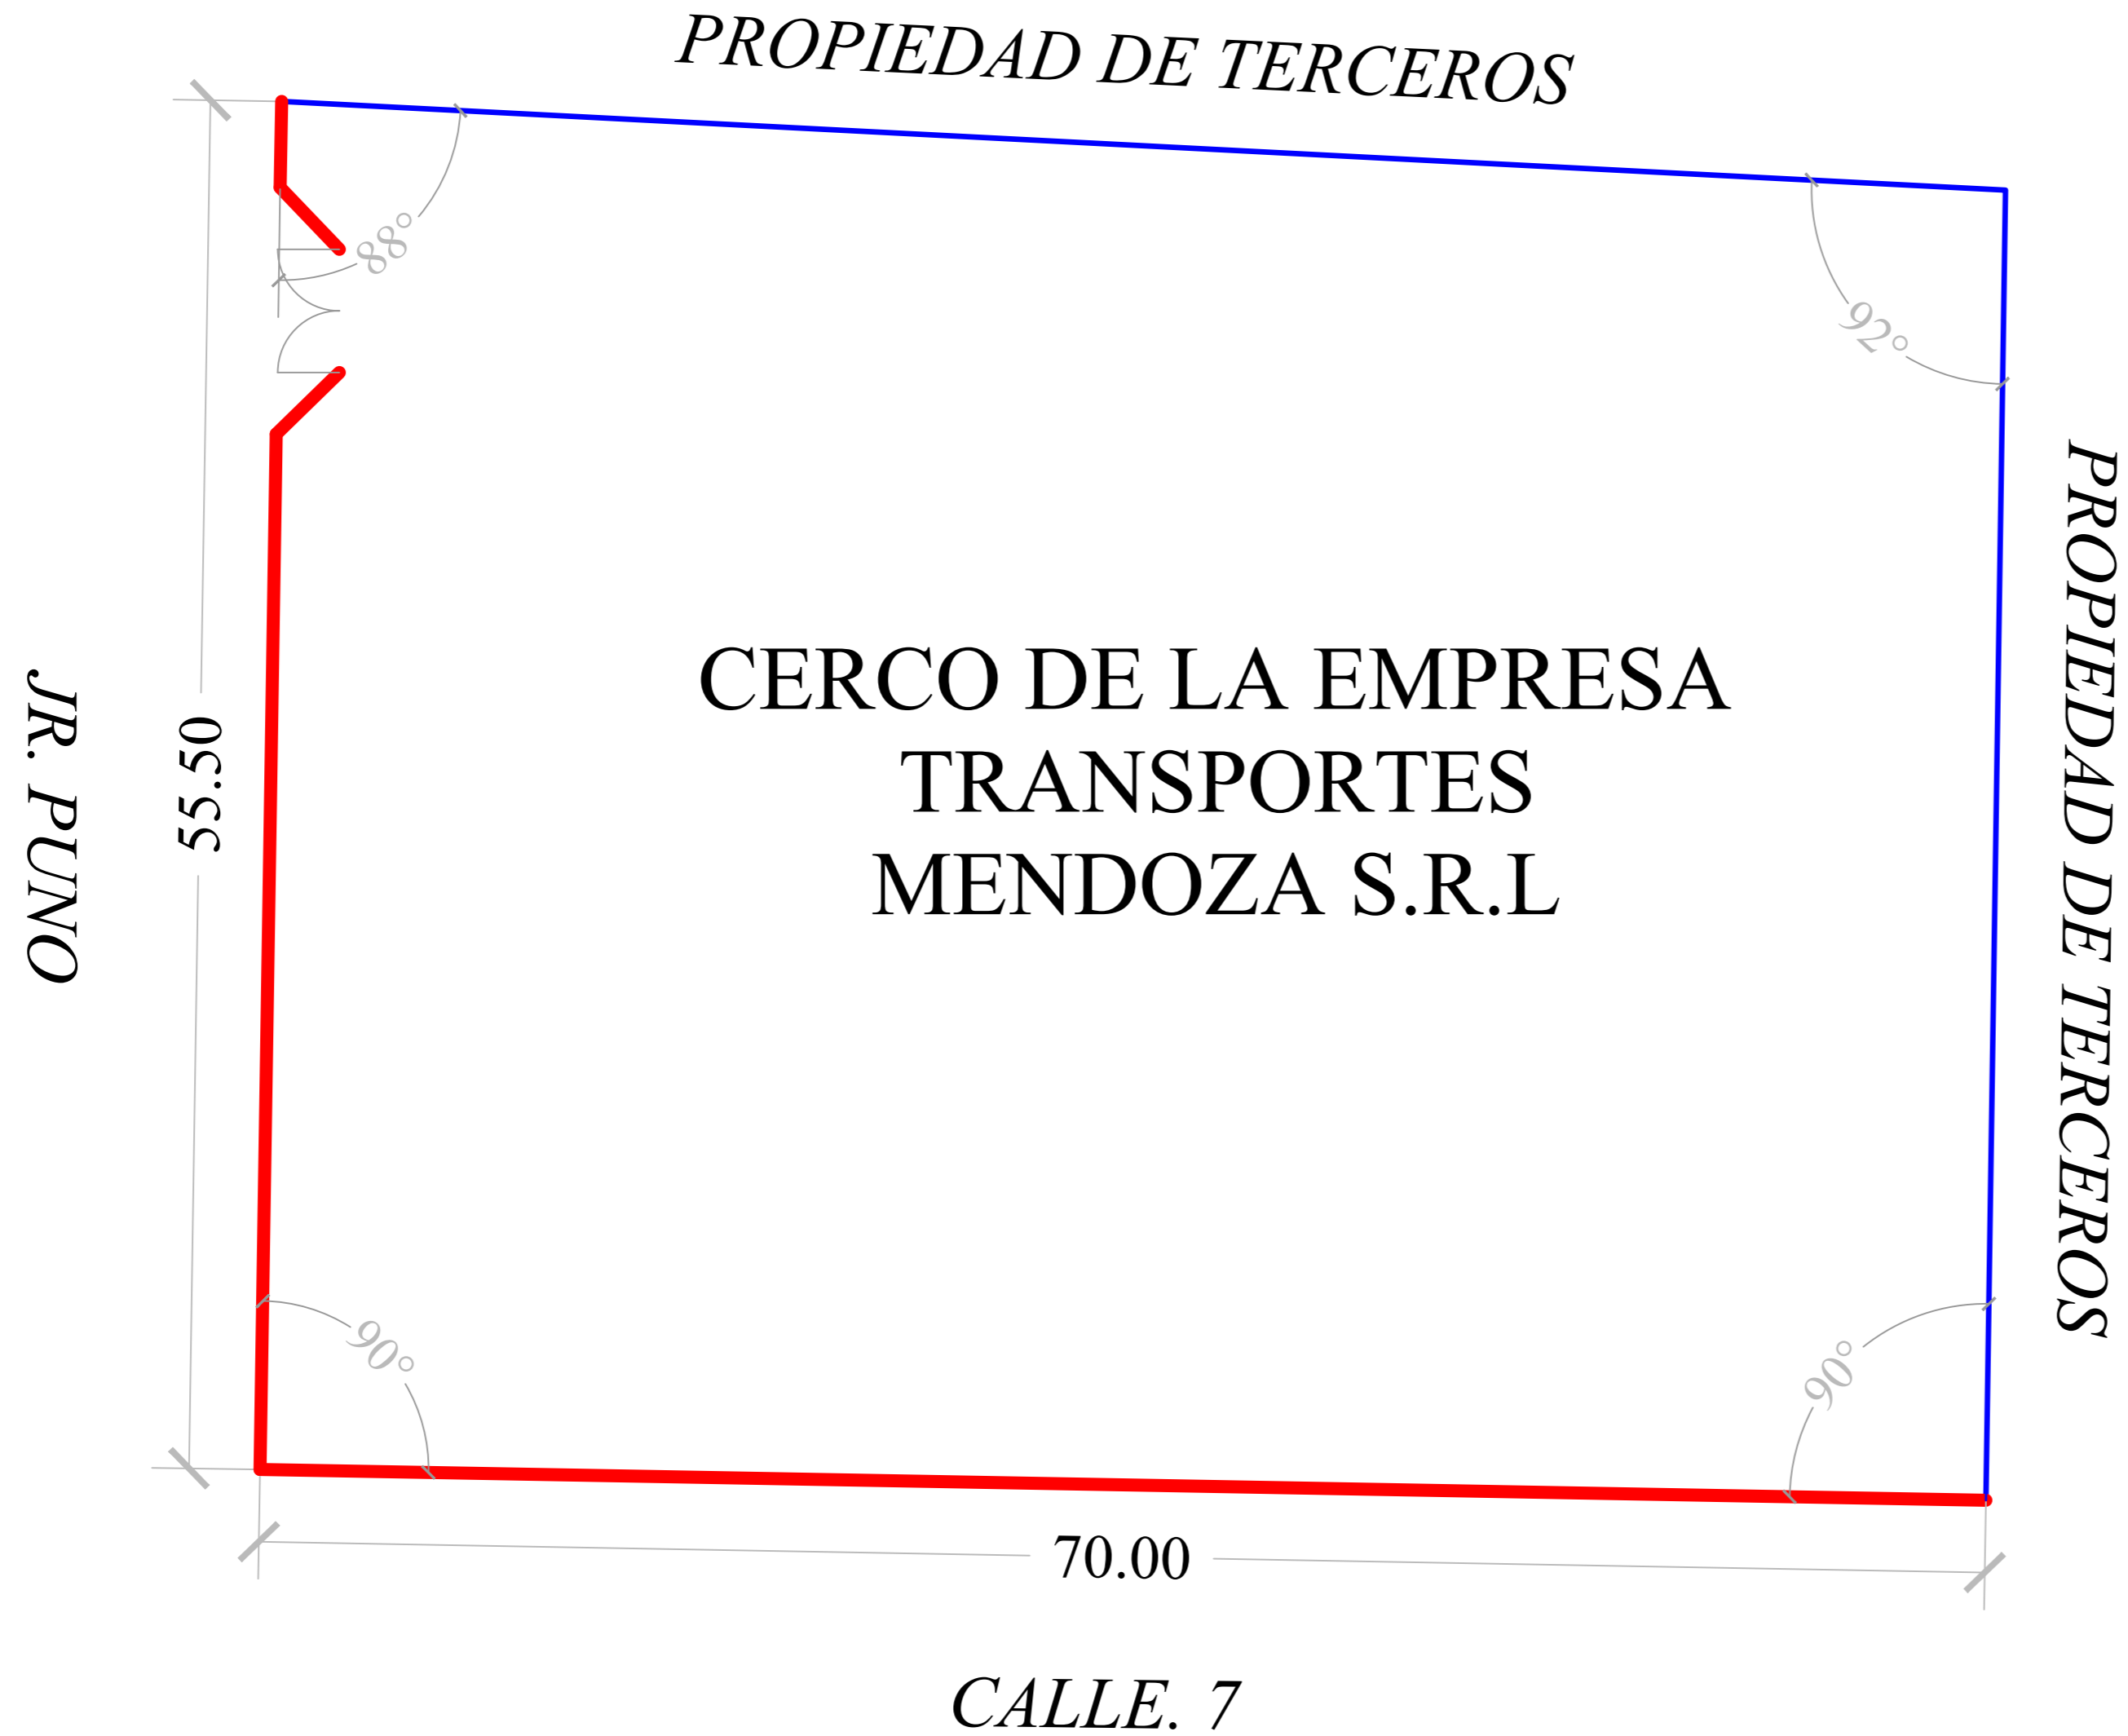 PROPIEDAD DE TERCEROS
88°
92°
PROPIEDAD DE TERCEROS
CERCO DE LA EMPRESA
TRANSPORTES
MENDOZA S.R.L
JR. PUNO
55.50
90°
90°
70.00
CALLE. 7